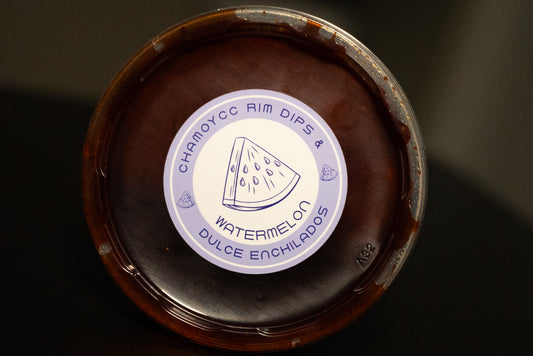 CHAMOYCC RIM DIPS &
WATERMELON
DULCE ENCHILADOS
A32